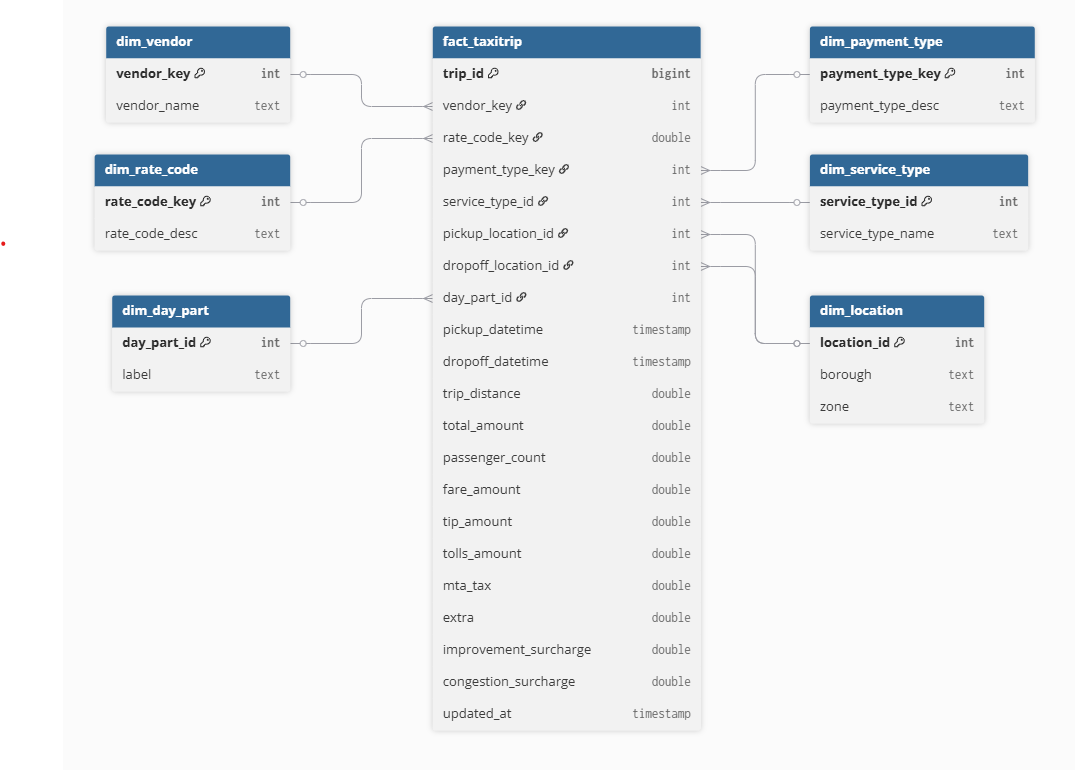 dim_vendor
vendor_key int
vendor_name text
dim_rate_code
rate_code_key int
rate_code_desc text
dim_day_part
day_part_id int
label text
fact_taxitrip
trip_id bigint
vendor_key int
rate_code_key double
payment_type_key int
service_type_id int
pickup_location_id int
dropoff_location_id int
day_part_id int
pickup_datetime timestamp
dropoff_datetime timestamp
trip_distance double
total_amount double
passenger_count double
fare_amount double
tip_amount double
tolls_amount double
mta_tax double
extra double
improvement_surcharge double
congestion_surcharge double
updated_at timestamp
dim_payment_type
payment_type_key int
payment_type_desc text
dim_service_type
service_type_id int
service_type_name text
dim_location
location_id int
borough text
zone text